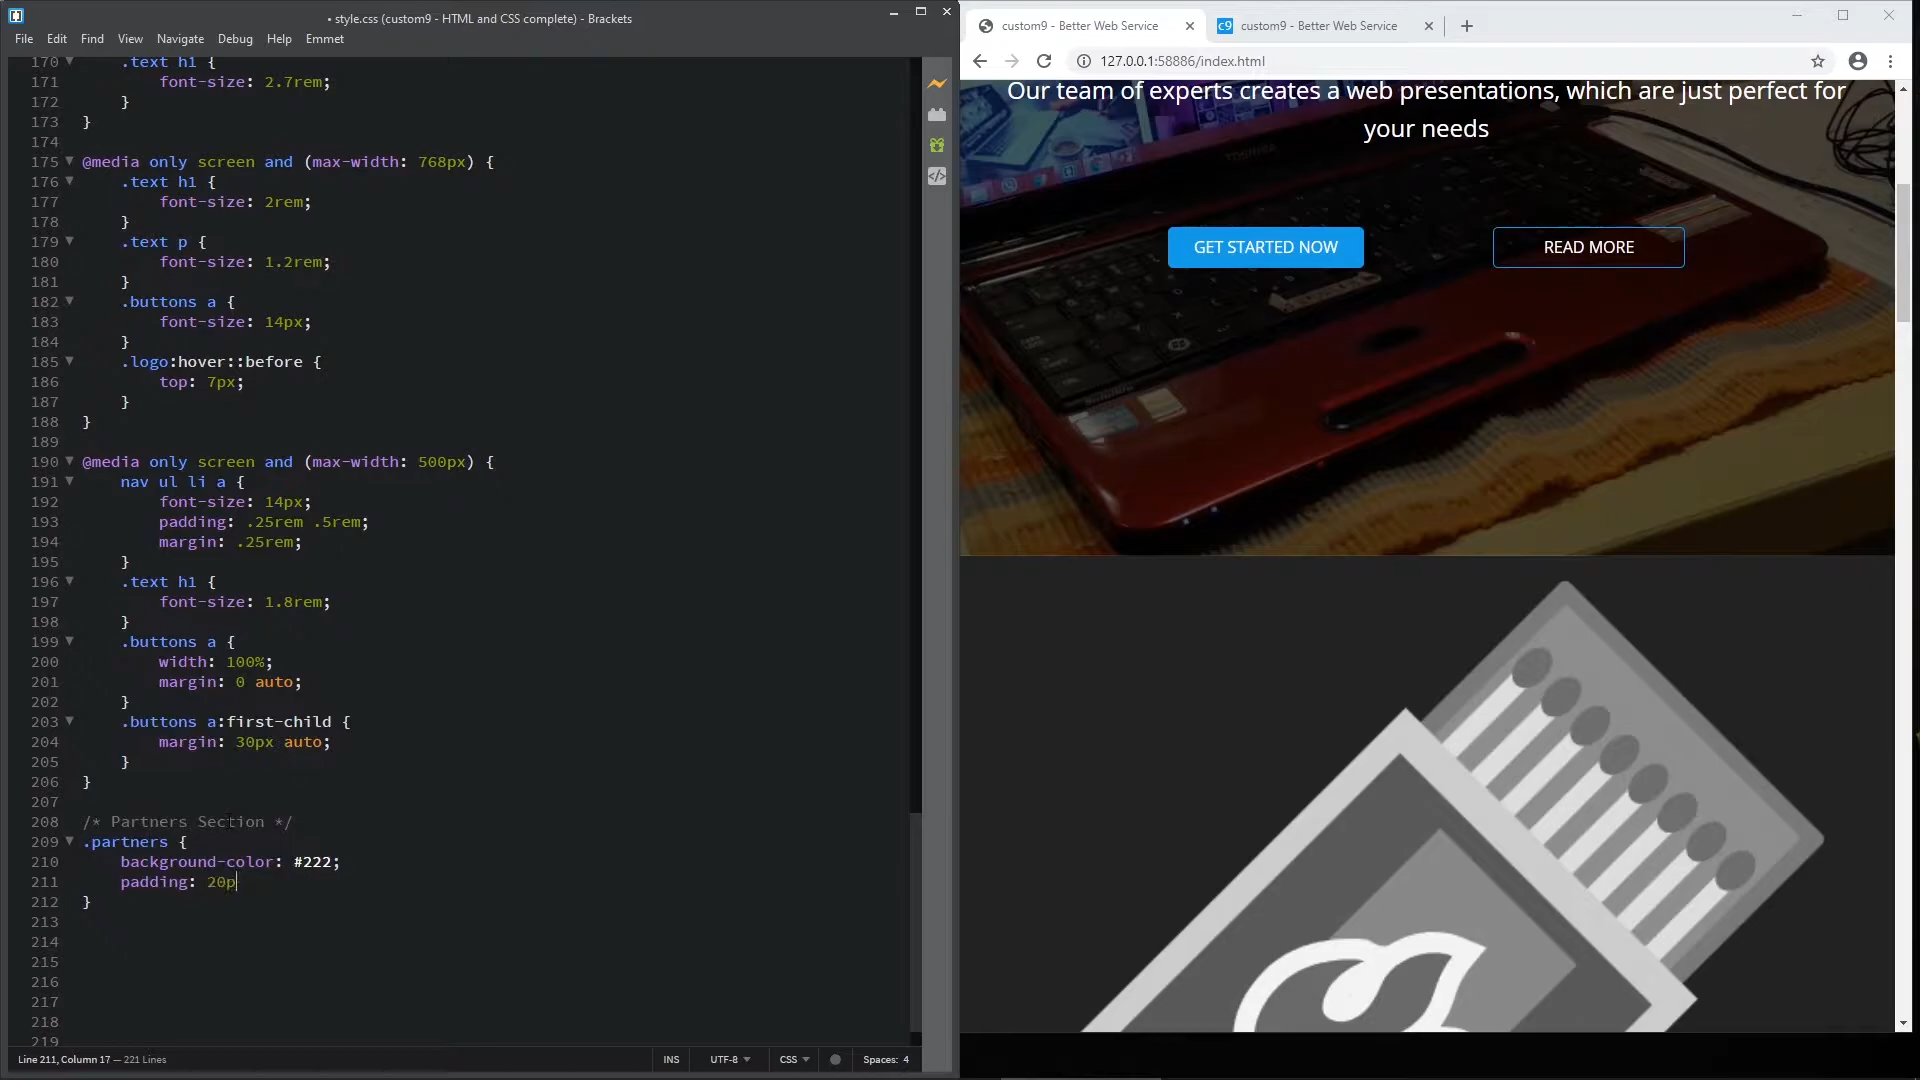 • style.css (custom9 - HTML and CSS complete) - Brackets
File Edit Find View Navigate Debug Help Emmet
170 .text h1 {
171 font-size: 2.7rem;
172 }
173 }
174
175 @media only screen and (max-width: 768px) {
176 .text h1 {
177 font-size: 2rem;
178 }
179 .text p {
180 font-size: 1.2rem;
181 }
182 .buttons a {
183 font-size: 14px;
184 }
185 .logo:hover::before {
186 top: 7px;
187 }
188 }
189
190 @media only screen and (max-width: 500px) {
191 nav ul li a {
192 font-size: 14px;
193 padding: .25rem .5rem;
194 margin: .25rem;
195 }
196 .text h1 {
197 font-size: 1.8rem;
198 }
199 .buttons a {
200 width: 100%;
201 margin: 0 auto;
202 }
203 .buttons a:first-child {
204 margin: 30px auto;
205 }
206 }
207
208 /* Partners Section */
209 .partners {
210 background-color: #222;
211 padding: 20p
212 }
213
214
215
216
217
218
219
Line 211, Column 17 — 221 Lines
INS UTF-8 CSS Spaces: 4
custom9 - Better Web Service
c9 custom9 - Better Web Service
127.0.0.1:58886/index.html
Our team of experts creates a web presentations, which are just perfect for
your needs
TOSHIBA
GET STARTED NOW READ MORE